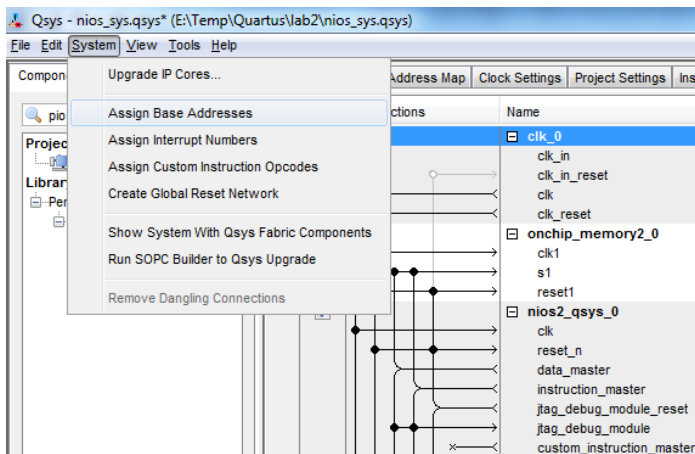 Qsys - nios_sys.qsys* (E:\Temp\Quartus\lab2\nios_sys.qsys)
File Edit System View Tools Help
Compon
Address Map Clock Settings Project Settings Ins
pio
Projec
Librar
Per
Upgrade IP Cores...
Assign Base Addresses
Assign Interrupt Numbers
Assign Custom Instruction Opcodes
Create Global Reset Network
Show System With Qsys Fabric Components
Run SOPC Builder to Qsys Upgrade
Remove Dangling Connections
ctions Name
clk_0
clk_in
clk_in_reset
clk
clk_reset
onchip_memory2_0
clk1
s1
reset1
nios2_qsys_0
clk
reset_n
data_master
instruction_master
jtag_debug_module_reset
jtag_debug_module
custom_instruction_master